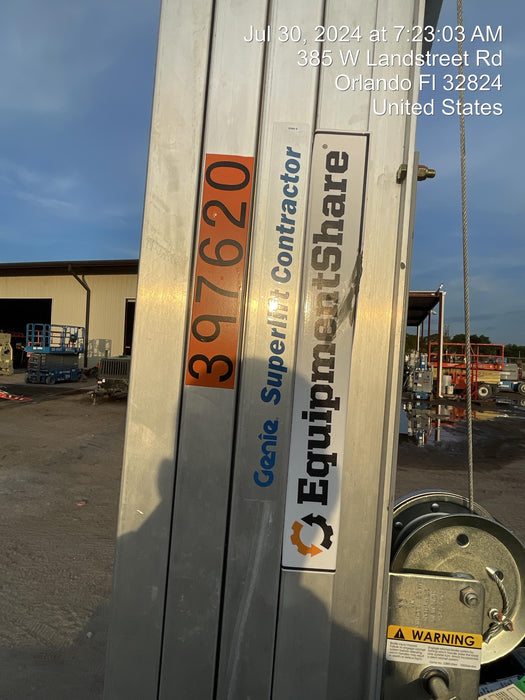 Jul 30, 2024 at 7:23:03 AM
385 W Landstreet Rd
Orlando Fl 32824
United States
397620
Genie Superlift Contractor
EquipmentShare®
WARNING